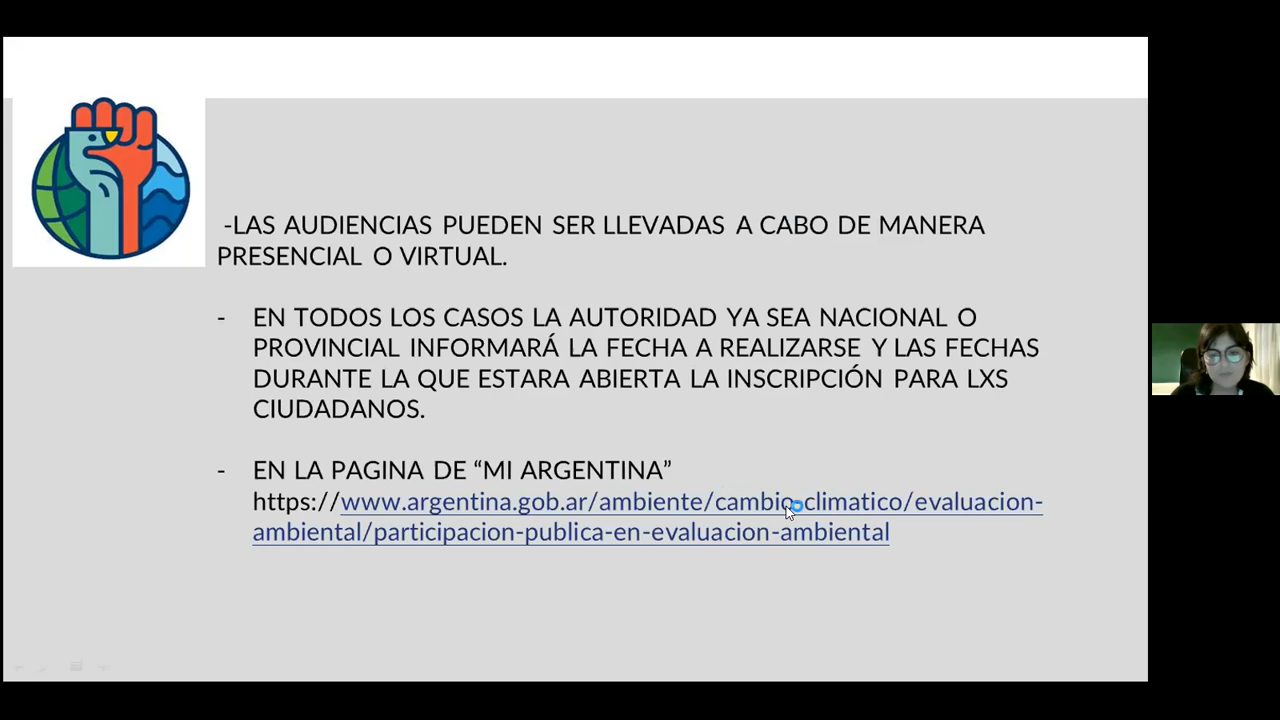 -LAS AUDIENCIAS PUEDEN SER LLEVADAS A CABO DE MANERA
PRESENCIAL O VIRTUAL.
- EN TODOS LOS CASOS LA AUTORIDAD YA SEA NACIONAL O
PROVINCIAL INFORMARÁ LA FECHA A REALIZARSE Y LAS FECHAS
DURANTE LA QUE ESTARA ABIERTA LA INSCRIPCIÓN PARA LXS
CIUDADANOS.
- EN LA PAGINA DE “MI ARGENTINA”
https://www.argentina.gob.ar/ambiente/cambio-climatico/evaluacion-
ambiental/participacion-publica-en-evaluacion-ambiental